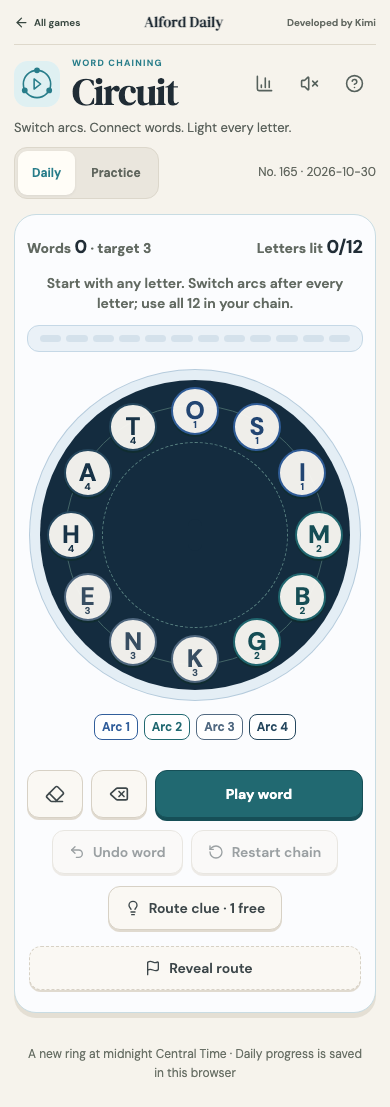 All games
Alford Daily
Developed by Kimi
WORD CHAINING
Circuit
Switch arcs. Connect words. Light every letter.
Daily
Practice
No. 165 · 2026-10-30
Words 0 · target 3
Letters lit 0/12
Start with any letter. Switch arcs after every
letter; use all 12 in your chain.
O
1
S
1
I
1
M
2
B
2
G
2
K
3
N
3
E
3
H
4
A
4
T
4
Arc 1
Arc 2
Arc 3
Arc 4
Play word
Undo word
Restart chain
Route clue · 1 free
Reveal route
A new ring at midnight Central Time · Daily progress is saved
in this browser